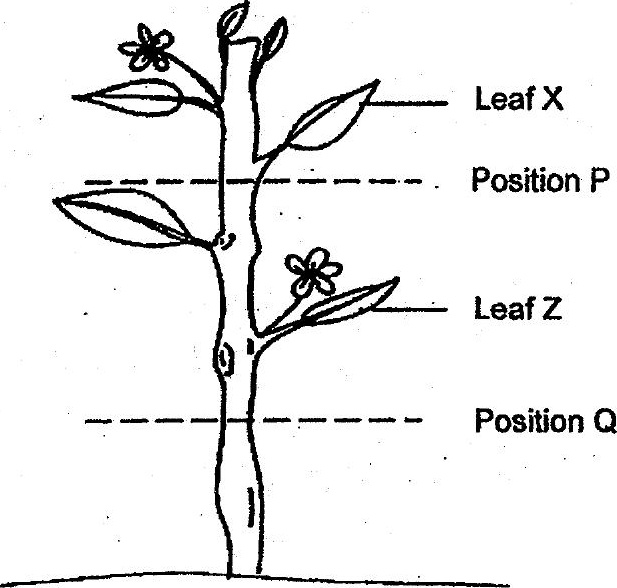 Leaf X
Position P
Leaf Z
Position Q